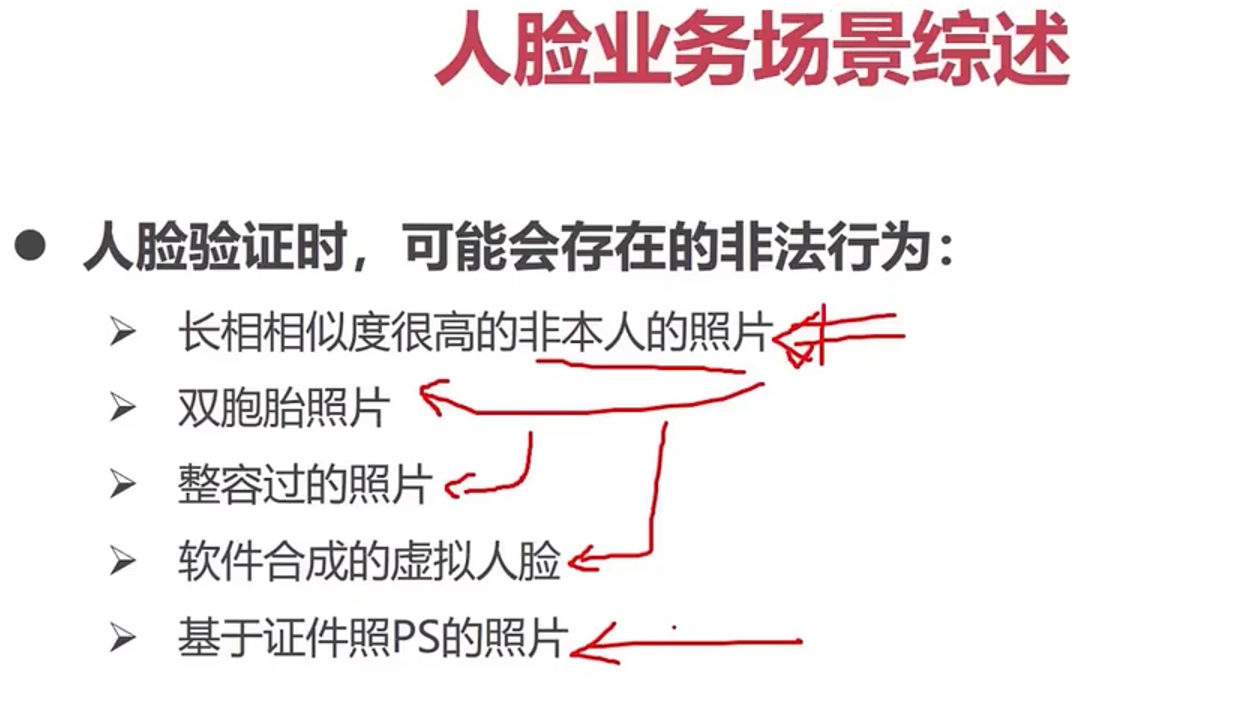 人脸业务场景综述
● 人脸验证时，可能会存在的非法行为：
➢ 长相相似度很高的非本人的照片
➢ 双胞胎照片
➢ 整容过的照片
➢ 软件合成的虚拟人脸
➢ 基于证件照PS的照片